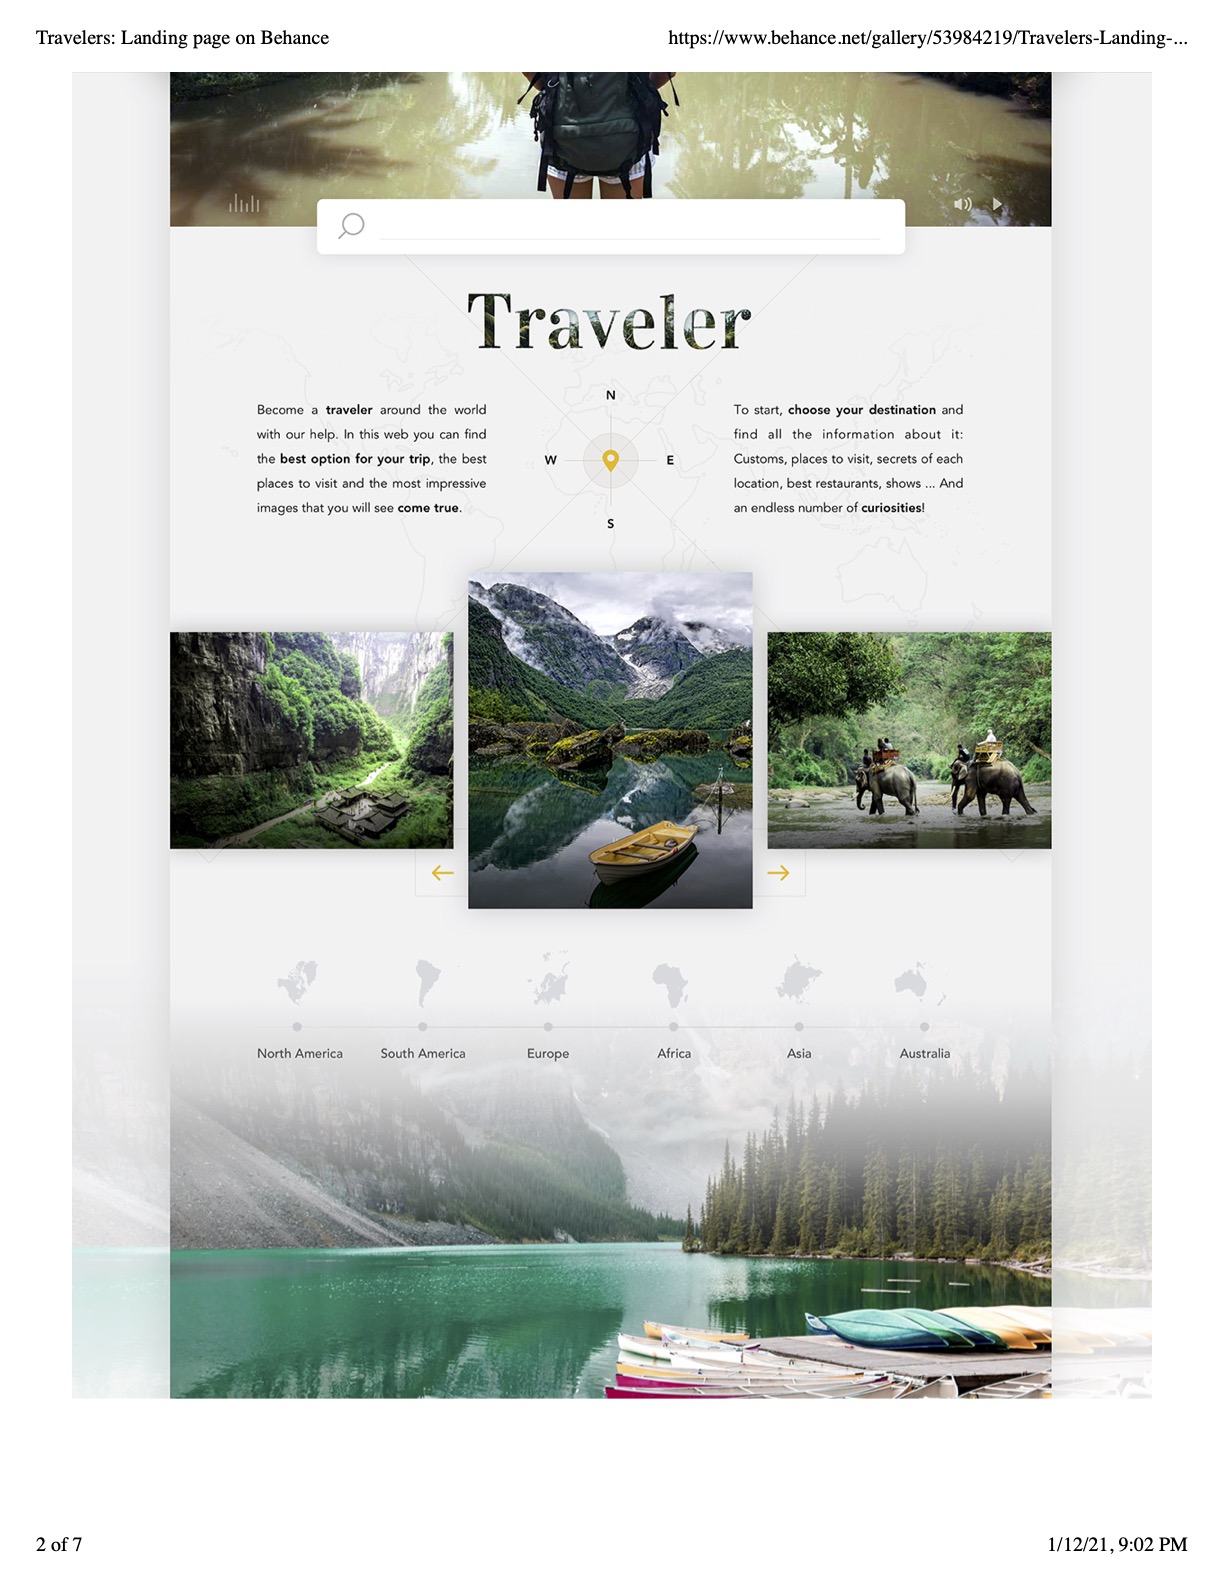 Travelers: Landing page on Behance
https://www.behance.net/gallery/53984219/Travelers-Landing-...
Traveler
Become a traveler around the world
with our help. In this web you can find
the best option for your trip, the best
places to visit and the most impressive
images that you will see come true.
N
W
E
S
To start, choose your destination and
find all the information about it:
Customs, places to visit, secrets of each
location, best restaurants, shows ... And
an endless number of curiosities!
North America
South America
Europe
Africa
Asia
Australia
2 of 7
1/12/21, 9:02 PM